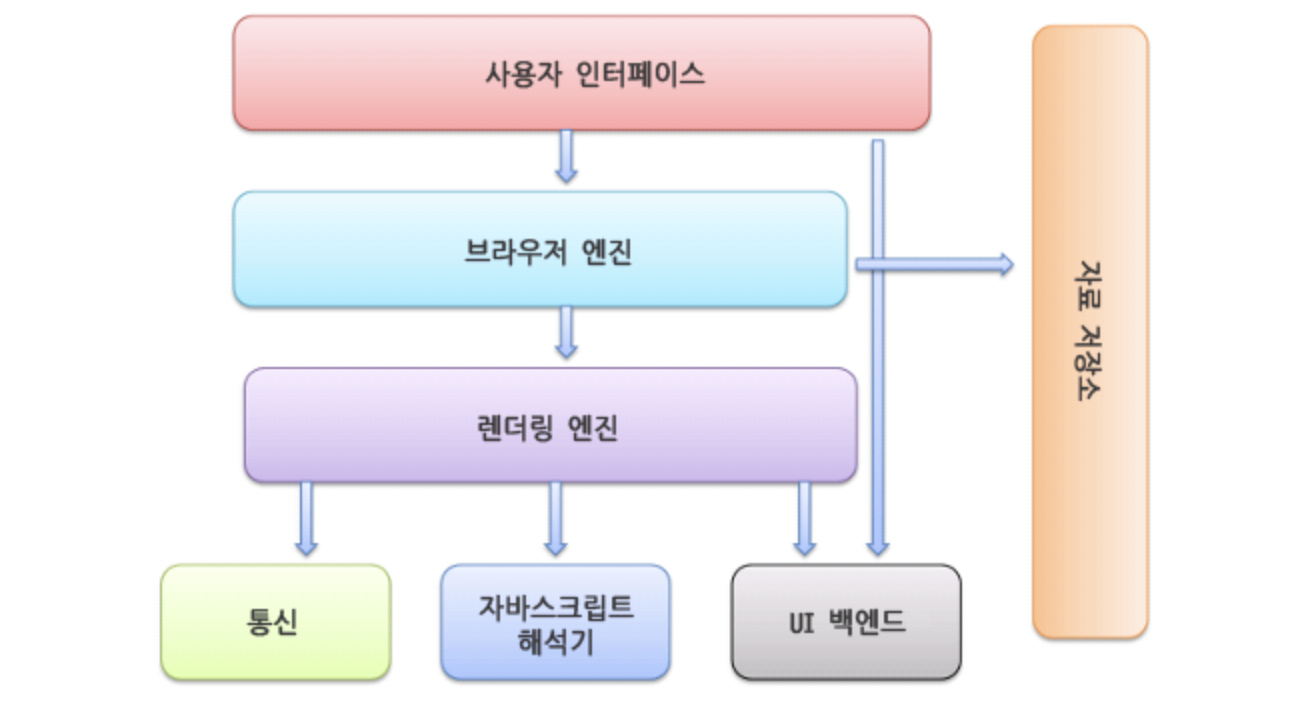 사용자 인터페이스
브라우저 엔진
자료 저장소
렌더링 엔진
통신
자바스크립트
해석기
UI 백엔드